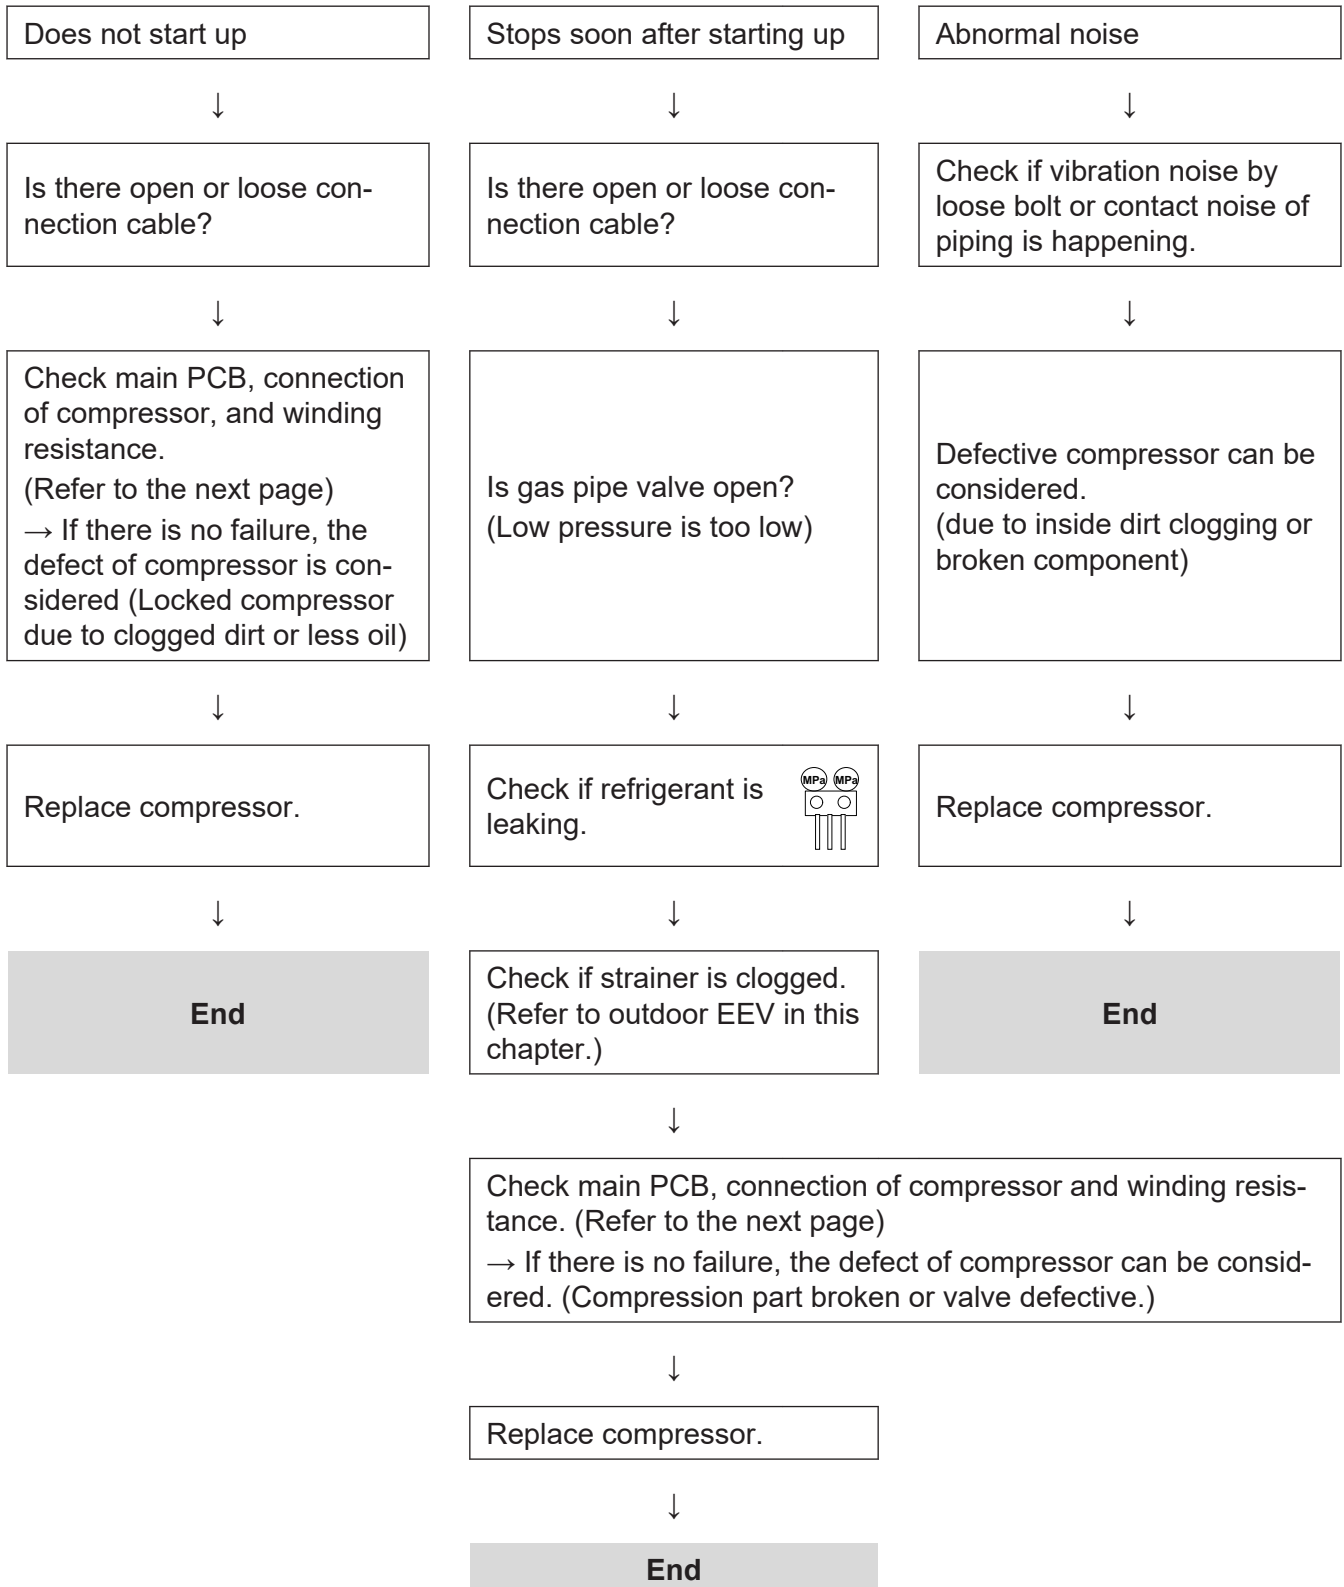 Does not start up
Is there open or loose con-
nection cable?
Check main PCB, connection
of compressor, and winding
resistance.
(Refer to the next page)
→ If there is no failure, the
defect of compressor is con-
sidered (Locked compressor
due to clogged dirt or less oil)
Replace compressor.
End
Stops soon after starting up
Is there open or loose con-
nection cable?
Is gas pipe valve open?
(Low pressure is too low)
Check if refrigerant is
leaking.
MPa MPa
Check if strainer is clogged.
(Refer to outdoor EEV in this
chapter.)
Check main PCB, connection of compressor and winding resis-
tance. (Refer to the next page)
→ If there is no failure, the defect of compressor can be consid-
ered. (Compression part broken or valve defective.)
Replace compressor.
End
Abnormal noise
Check if vibration noise by
loose bolt or contact noise of
piping is happening.
Defective compressor can be
considered.
(due to inside dirt clogging or
broken component)
Replace compressor.
End